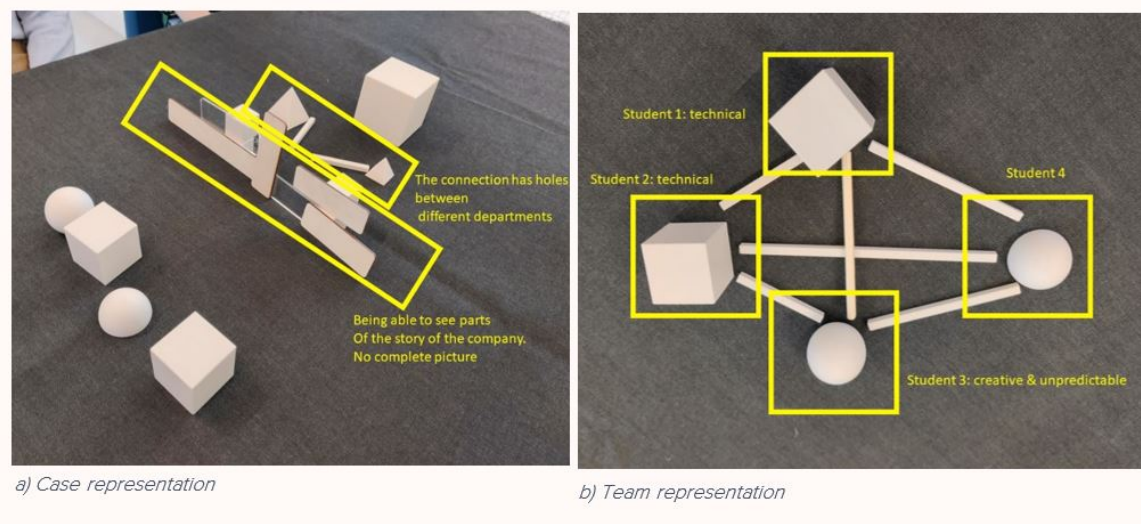 The connection has holes
between
different departments
Being able to see parts
Of the story of the company.
No complete picture
a) Case representation
Student 1: technical
Student 2: technical
Student 4
Student 3: creative & unpredictable
b) Team representation